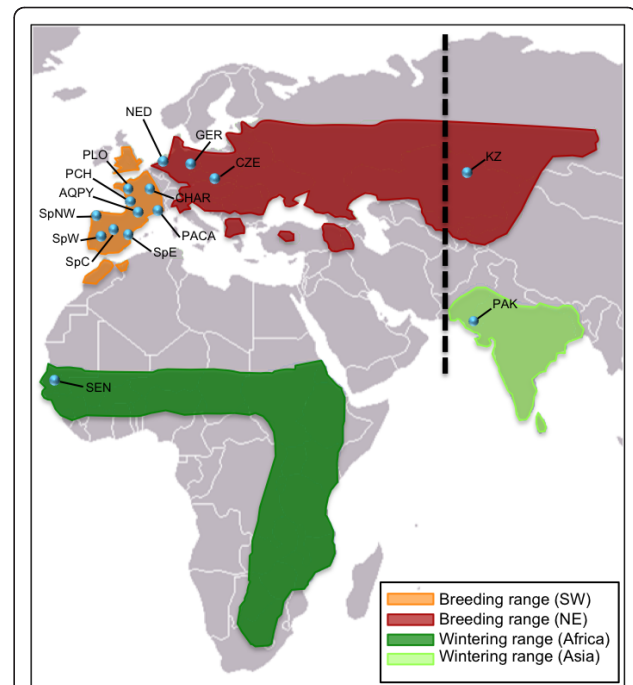 NED
GER
PLO
CZE
KZ
PCH
AQPY
CHAR
SpNW
PACA
SpW
SpE
SpC
PAK
SEN
Breeding range (SW)
Breeding range (NE)
Wintering range (Africa)
Wintering range (Asia)